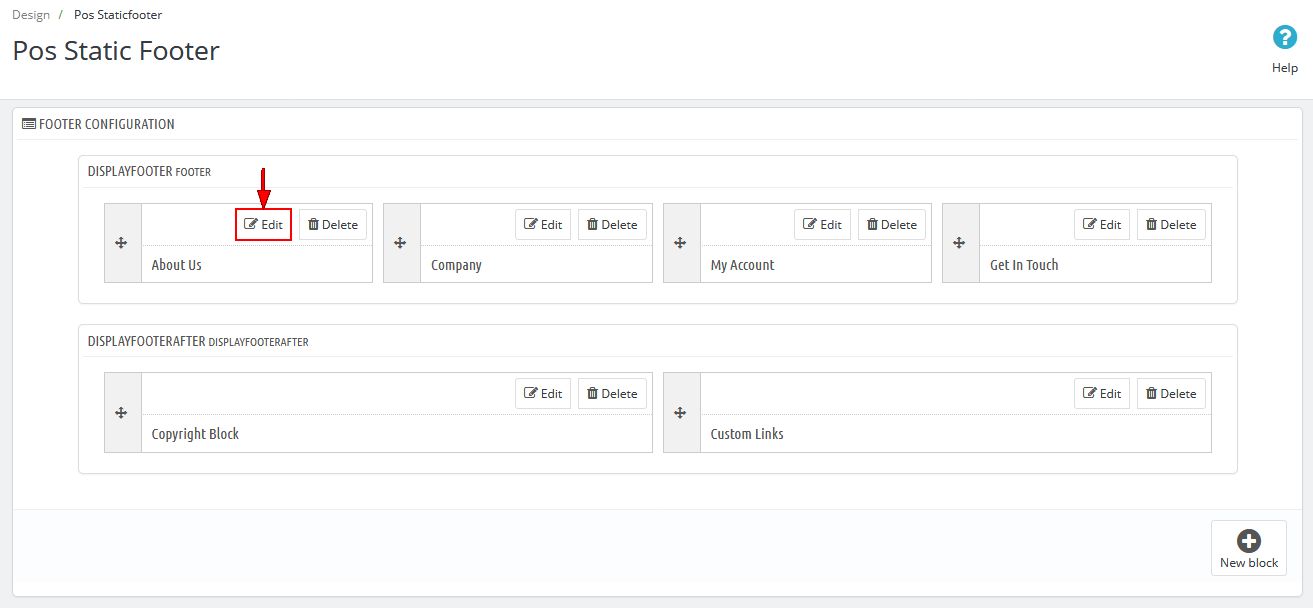 Design / Pos Staticfooter
Pos Static Footer
?
Help
FOOTER CONFIGURATION
DISPLAYFOOTER FOOTER
Edit Delete Edit Delete Edit Delete Edit Delete
About Us Company My Account Get In Touch
DISPLAYFOOTERAFTER DISPLAYFOOTERAFTER
Edit Delete Edit Delete
Copyright Block Custom Links
New block